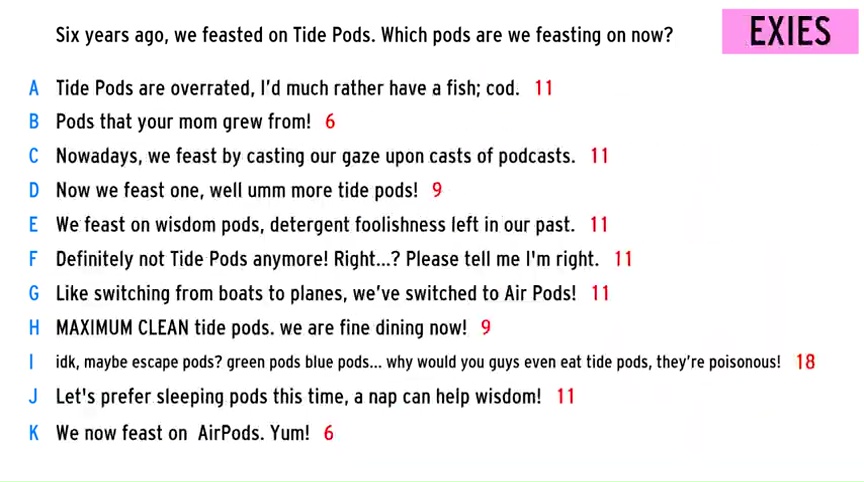 Six years ago, we feasted on Tide Pods. Which pods are we feasting on now?
EXIES
A Tide Pods are overrated, I'd much rather have a fish; cod. 11
B Pods that your mom grew from! 6
C Nowadays, we feast by casting our gaze upon casts of podcasts. 11
D Now we feast one, well umm more tide pods! 9
E We feast on wisdom pods, detergent foolishness left in our past. 11
F Definitely not Tide Pods anymore! Right...? Please tell me I'm right. 11
G Like switching from boats to planes, we've switched to Air Pods! 11
H MAXIMUM CLEAN tide pods. we are fine dining now! 9
I idk, maybe escape pods? green pods blue pods... why would you guys even eat tide pods, they're poisonous! 18
J Let's prefer sleeping pods this time, a nap can help wisdom! 11
K We now feast on AirPods. Yum! 6